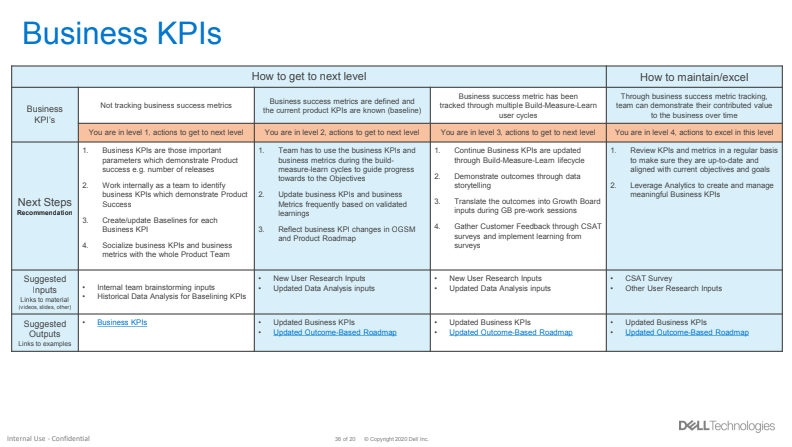 Business KPIs
How to get to next level
How to maintain/excel
Business
KPI's
Not tracking business success metrics
Business success metrics are defined and
the current product KPIs are known (baseline)
Business success metric has been
tracked through multiple Build-Measure-Learn
user cycles
Through business success metric tracking,
team can demonstrate their contributed value
to the business over time
You are in level 1, actions to get to next level
You are in level 2, actions to get to next level
You are in level 3, actions to get to next level
You are in level 4, actions to excel in this level
Next Steps
Recommendation
1. Business KPIs are those important
parameters which demonstrate Product
success e.g. number of releases
2. Work internally as a team to identify
business KPIs which demonstrate Product
Success
3. Create/update Baselines for each
Business KPI
4. Socialize business KPIs and business
metrics with the whole Product Team
1. Team has to use the business KPIs and
business metrics during the build-
measure-learn cycles to guide progress
towards to the Objectives
2. Update business KPIs and business
Metrics frequently based on validated
learnings
3. Reflect business KPI changes in OGSM
and Product Roadmap
1. Continue Business KPIs are updated
through Build-Measure-Learn lifecycle
2. Demonstrate outcomes through data
storytelling
3. Translate the outcomes into Growth Board
inputs during GB pre-work sessions
4. Gather Customer Feedback through CSAT
surveys and implement learning from
surveys
1. Review KPIs and metrics in a regular basis
to make sure they are up-to-date and
aligned with current objectives and goals
2. Leverage Analytics to create and manage
meaningful Business KPIs
Suggested
Inputs
Links to material
(videos, slides, other)
• Internal team brainstorming inputs
• Historical Data Analysis for Baselining KPIs
• New User Research Inputs
• Updated Data Analysis inputs
• New User Research Inputs
• Updated Data Analysis inputs
• CSAT Survey
• Other User Research Inputs
Suggested
Outputs
Links to examples
• Business KPIs
• Updated Business KPIs
• Updated Outcome-Based Roadmap
• Updated Business KPIs
• Updated Outcome-Based Roadmap
• Updated Business KPIs
• Updated Outcome-Based Roadmap
DELLTechnologies
Internal Use - Confidential
36 of 20 © Copyright 2020 Dell Inc.